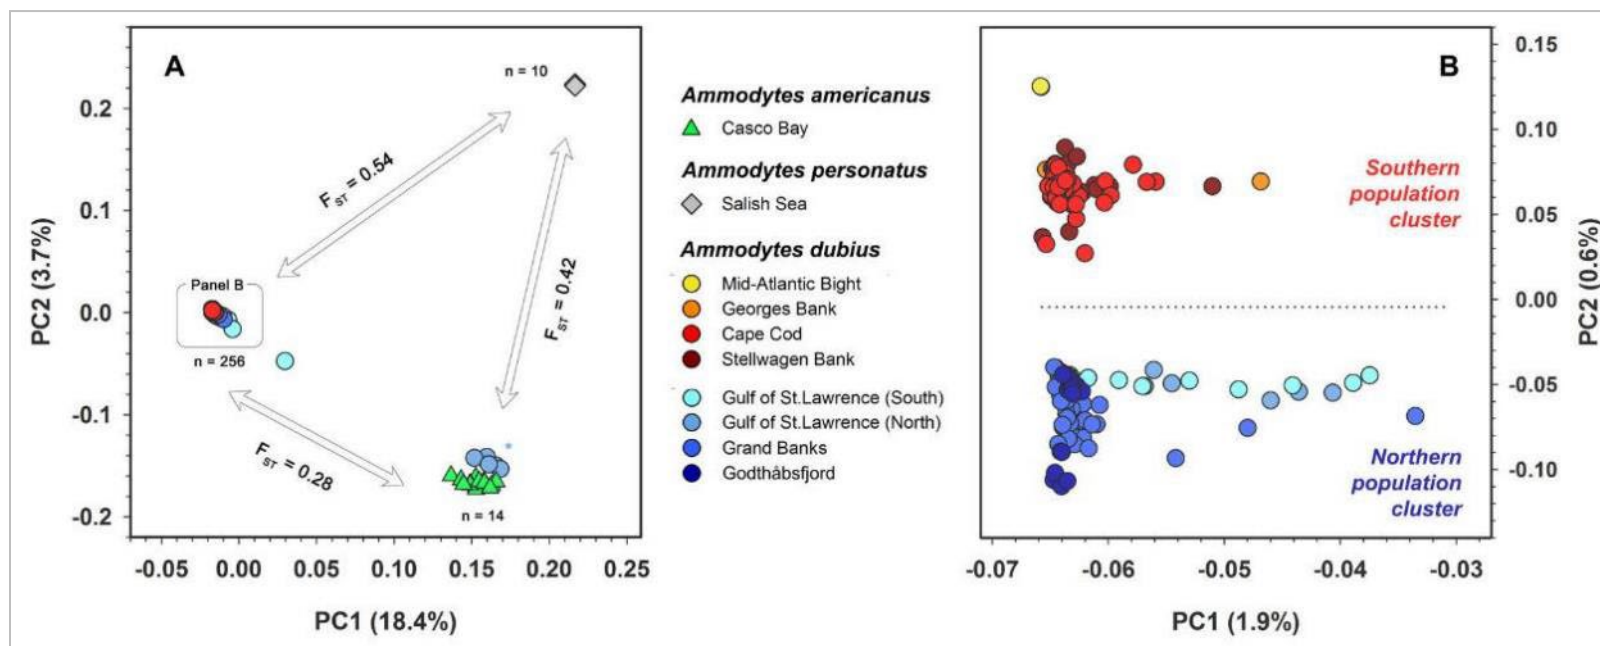 A
n = 10
F_ST = 0.54
F_ST = 0.42
Panel B
n = 256
F_ST = 0.28
*
n = 14
0.2
0.1
0.0
-0.1
-0.2
PC2 (3.7%)
-0.05 0.00 0.05 0.10 0.15 0.20 0.25
PC1 (18.4%)
Ammodytes americanus
Casco Bay
Ammodytes personatus
Salish Sea
Ammodytes dubius
Mid-Atlantic Bight
Georges Bank
Cape Cod
Stellwagen Bank
Gulf of St.Lawrence (South)
Gulf of St.Lawrence (North)
Grand Banks
Godthåbsfjord
B
Southern
population
cluster
Northern
population
cluster
0.15
0.10
0.05
0.00
-0.05
-0.10
PC2 (0.6%)
-0.07 -0.06 -0.05 -0.04 -0.03
PC1 (1.9%)